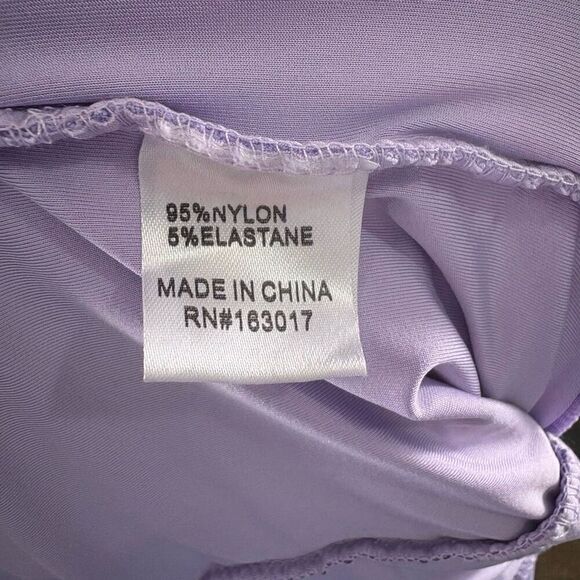 95%NYLON
5%ELASTANE
MADE IN CHINA
RN#163017